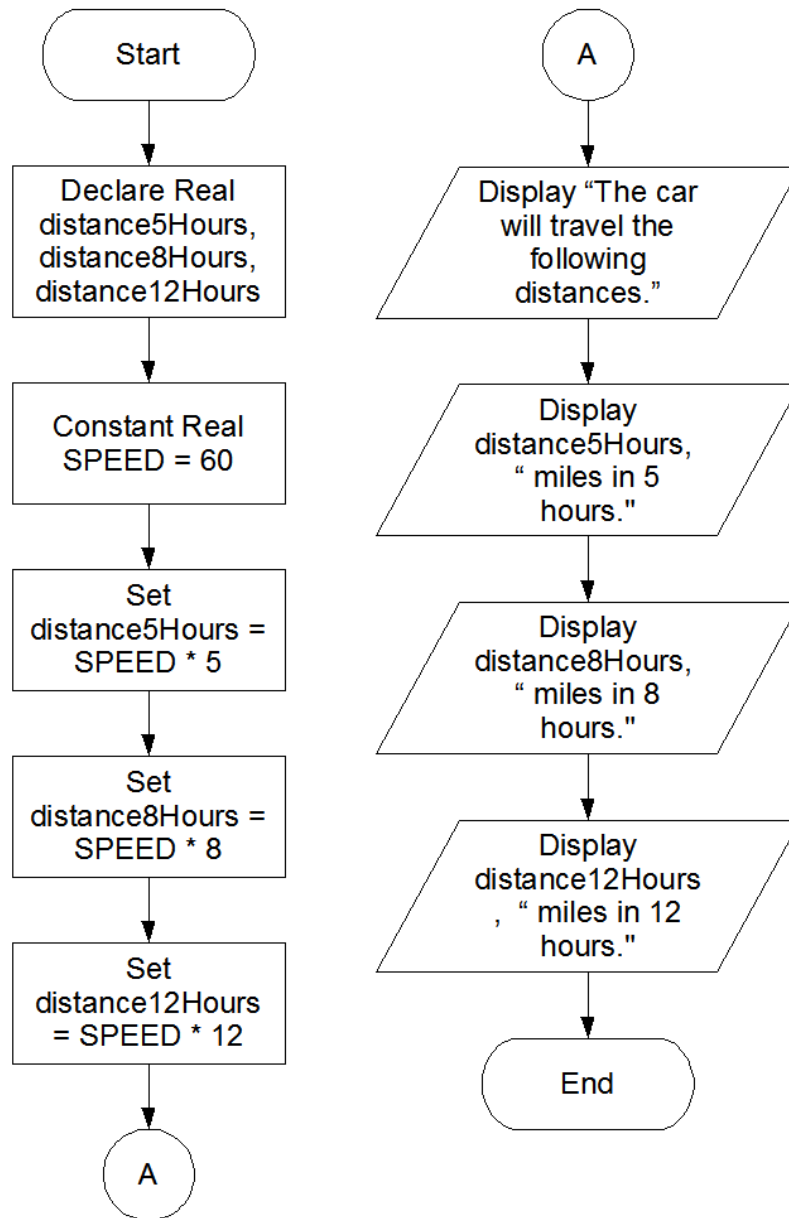 Start
Declare Real
distance5Hours,
distance8Hours,
distance12Hours
Constant Real
SPEED = 60
Set
distance5Hours =
SPEED * 5
Set
distance8Hours =
SPEED * 8
Set
distance12Hours
= SPEED * 12
A
A
Display “The car
will travel the
following
distances.”
Display
distance5Hours,
“ miles in 5
hours."
Display
distance8Hours,
“ miles in 8
hours."
Display
distance12Hours
, “ miles in 12
hours."
End